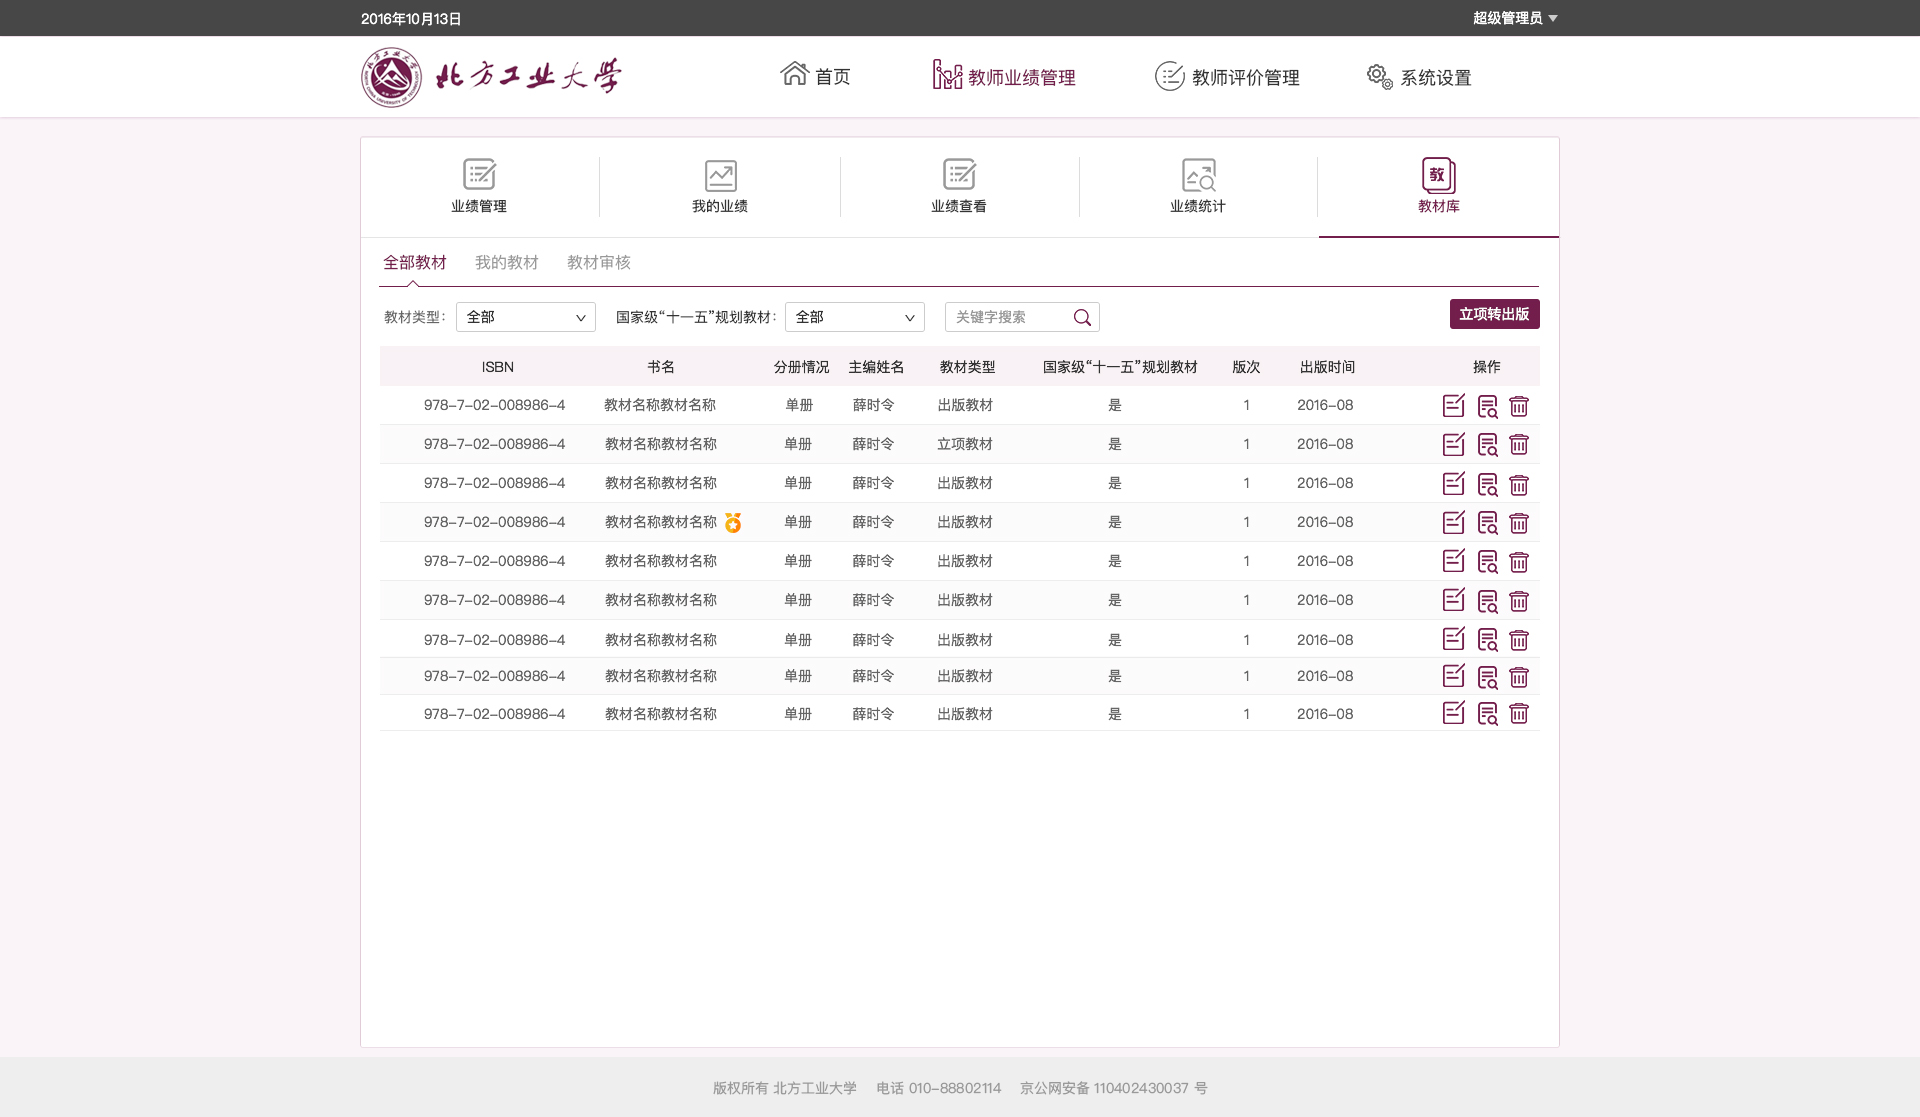 2016年10月13日 超级管理员
北方工业大学 首页 教师业绩管理 教师评价管理 系统设置
教
业绩管理 我的业绩 业绩查看 业绩统计 教材库
全部教材 我的教材 教材审核
教材类型： 全部 国家级“十一五”规划教材： 全部 关键字搜索 立项转出版
ISBN 书名 分册情况 主编姓名 教材类型 国家级“十一五”规划教材 版次 出版时间 操作
978-7-02-008986-4 教材名称教材名称 单册 薛时令 出版教材 是 1 2016-08
978-7-02-008986-4 教材名称教材名称 单册 薛时令 立项教材 是 1 2016-08
978-7-02-008986-4 教材名称教材名称 单册 薛时令 出版教材 是 1 2016-08
978-7-02-008986-4 教材名称教材名称 单册 薛时令 出版教材 是 1 2016-08
978-7-02-008986-4 教材名称教材名称 单册 薛时令 出版教材 是 1 2016-08
978-7-02-008986-4 教材名称教材名称 单册 薛时令 出版教材 是 1 2016-08
978-7-02-008986-4 教材名称教材名称 单册 薛时令 出版教材 是 1 2016-08
978-7-02-008986-4 教材名称教材名称 单册 薛时令 出版教材 是 1 2016-08
978-7-02-008986-4 教材名称教材名称 单册 薛时令 出版教材 是 1 2016-08
版权所有 北方工业大学 电话 010-88802114 京公网安备 110402430037 号